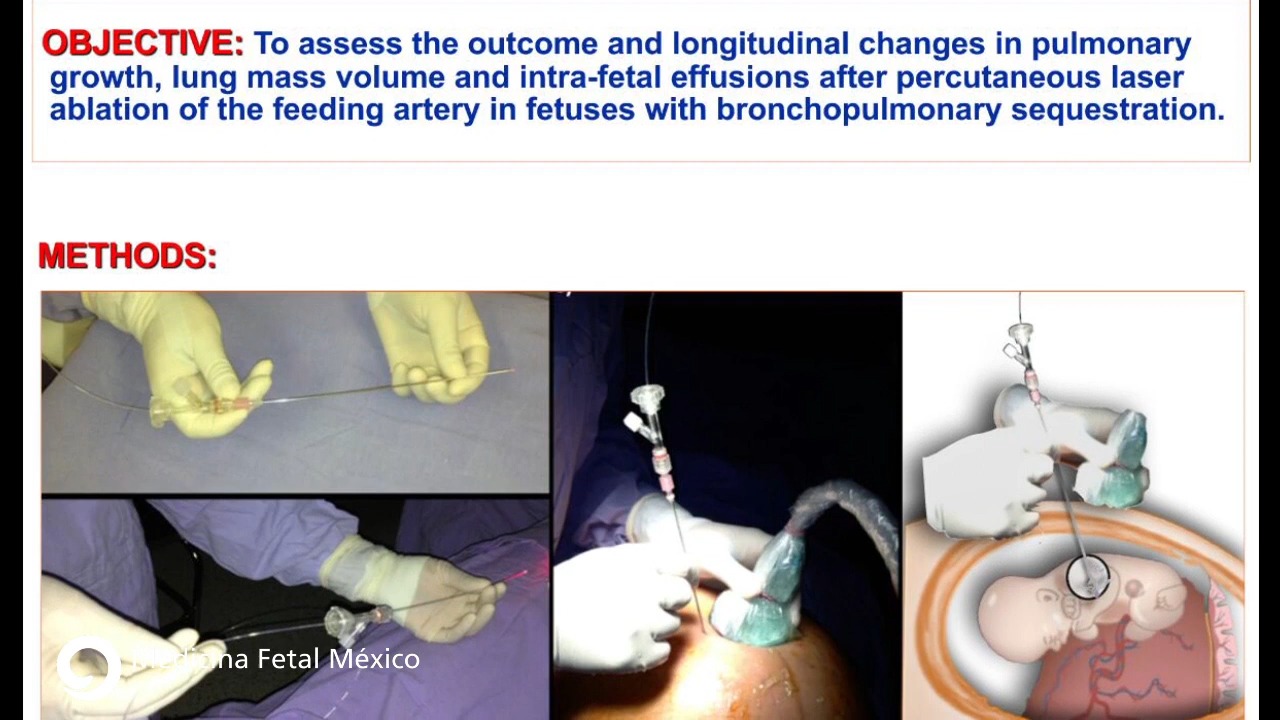 OBJECTIVE: To assess the outcome and longitudinal changes in pulmonary
growth, lung mass volume and intra-fetal effusions after percutaneous laser
ablation of the feeding artery in fetuses with bronchopulmonary sequestration.
METHODS:
Medicina Fetal México